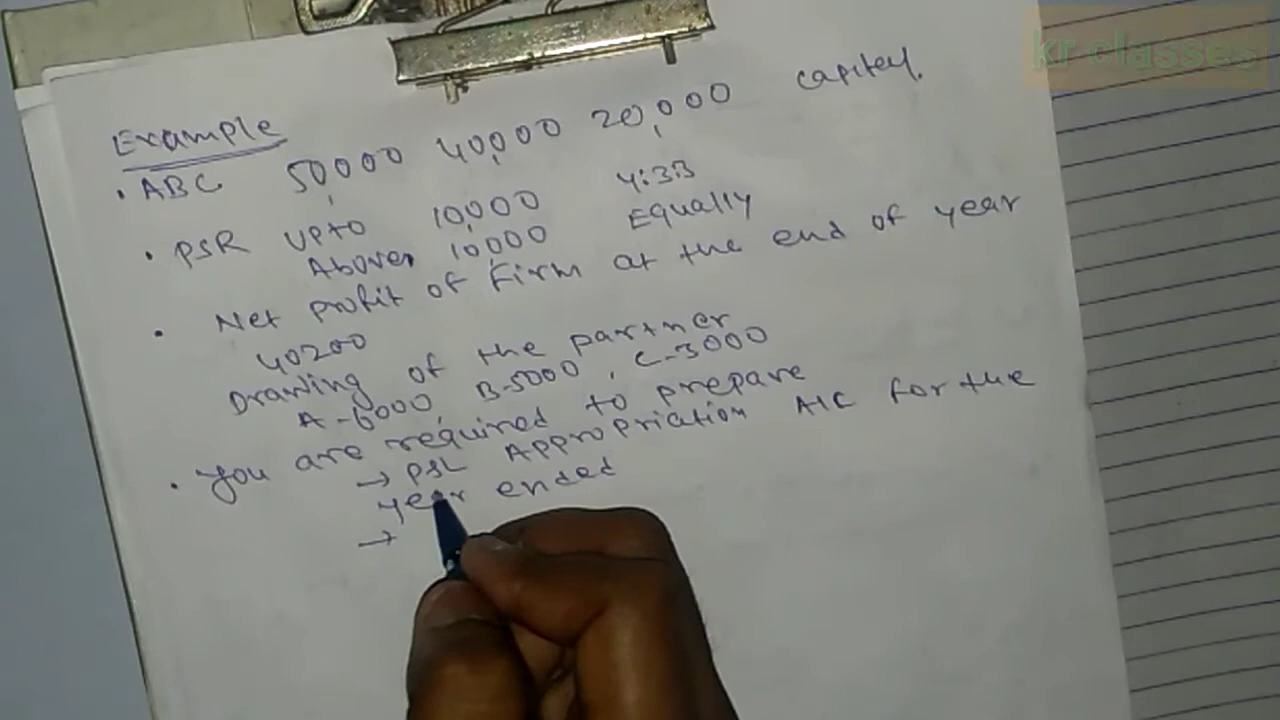 kr classes
Example
• ABC 50,000 40,000 20,000 capital.
• PSR upto 10,000 4:3:3
Above 10,000 Equally
• Net profit of firm at the end of year
40200
Drawing of the partner
A-6000, B-5000, C-3000
• You are required to prepare
→ P&L Appropriation A/C for the
year ended
→